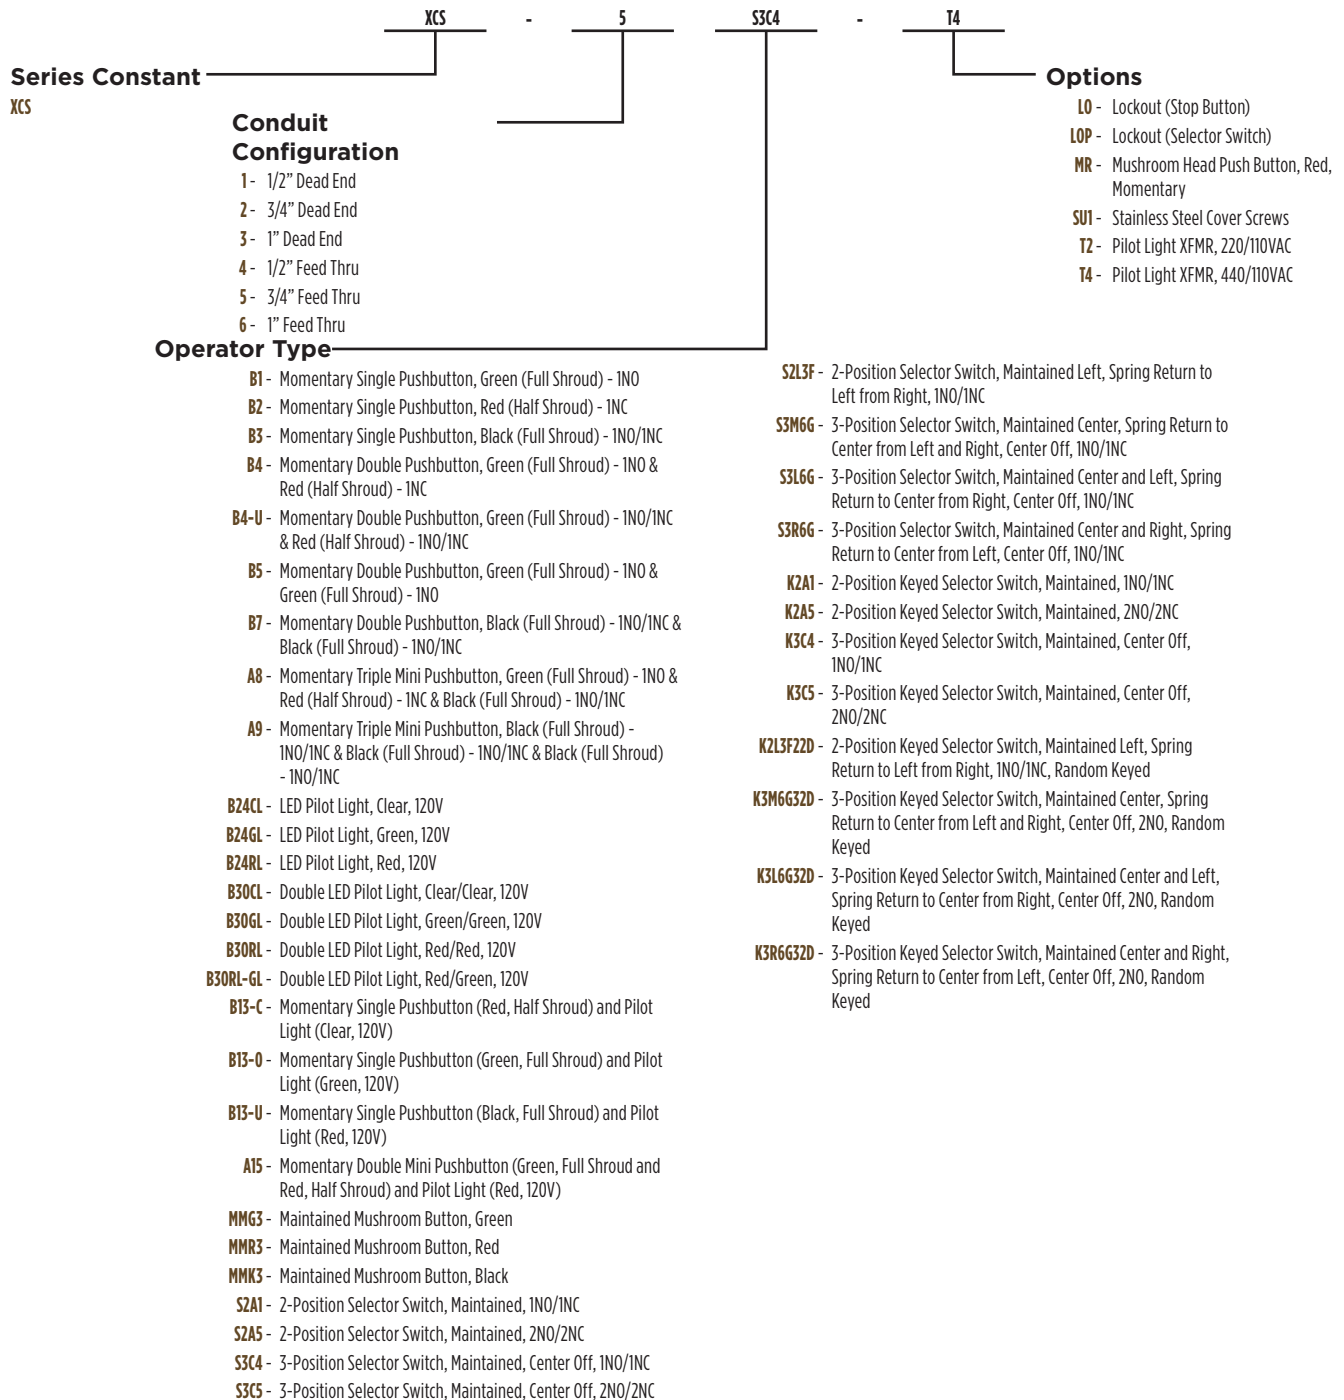 XCS - 5 S3C4 - T4
Series Constant
XCS
Conduit
Configuration
1 - 1/2” Dead End
2 - 3/4” Dead End
3 - 1” Dead End
4 - 1/2” Feed Thru
5 - 3/4” Feed Thru
6 - 1” Feed Thru
Options
LO - Lockout (Stop Button)
LOP - Lockout (Selector Switch)
MR - Mushroom Head Push Button, Red,
Momentary
SU1 - Stainless Steel Cover Screws
T2 - Pilot Light XFMR, 220/110VAC
T4 - Pilot Light XFMR, 440/110VAC
Operator Type
B1 - Momentary Single Pushbutton, Green (Full Shroud) - 1NO
B2 - Momentary Single Pushbutton, Red (Half Shroud) - 1NC
B3 - Momentary Single Pushbutton, Black (Full Shroud) - 1NO/1NC
B4 - Momentary Double Pushbutton, Green (Full Shroud) - 1NO &
Red (Half Shroud) - 1NC
B4-U - Momentary Double Pushbutton, Green (Full Shroud) - 1NO/1NC
& Red (Half Shroud) - 1NO/1NC
B5 - Momentary Double Pushbutton, Green (Full Shroud) - 1NO &
Green (Full Shroud) - 1NO
B7 - Momentary Double Pushbutton, Black (Full Shroud) - 1NO/1NC &
Black (Full Shroud) - 1NO/1NC
A8 - Momentary Triple Mini Pushbutton, Green (Full Shroud) - 1NO &
Red (Half Shroud) - 1NC & Black (Full Shroud) - 1NO/1NC
A9 - Momentary Triple Mini Pushbutton, Black (Full Shroud) -
1NO/1NC & Black (Full Shroud) - 1NO/1NC & Black (Full Shroud)
- 1NO/1NC
B24CL - LED Pilot Light, Clear, 120V
B24GL - LED Pilot Light, Green, 120V
B24RL - LED Pilot Light, Red, 120V
B30CL - Double LED Pilot Light, Clear/Clear, 120V
B30GL - Double LED Pilot Light, Green/Green, 120V
B30RL - Double LED Pilot Light, Red/Red, 120V
B30RL-GL - Double LED Pilot Light, Red/Green, 120V
B13-C - Momentary Single Pushbutton (Red, Half Shroud) and Pilot
Light (Clear, 120V)
B13-O - Momentary Single Pushbutton (Green, Full Shroud) and Pilot
Light (Green, 120V)
B13-U - Momentary Single Pushbutton (Black, Full Shroud) and Pilot
Light (Red, 120V)
A15 - Momentary Double Mini Pushbutton (Green, Full Shroud and
Red, Half Shroud) and Pilot Light (Red, 120V)
MMG3 - Maintained Mushroom Button, Green
MMR3 - Maintained Mushroom Button, Red
MMK3 - Maintained Mushroom Button, Black
S2A1 - 2-Position Selector Switch, Maintained, 1NO/1NC
S2A5 - 2-Position Selector Switch, Maintained, 2NO/2NC
S3C4 - 3-Position Selector Switch, Maintained, Center Off, 1NO/1NC
S3C5 - 3-Position Selector Switch, Maintained, Center Off, 2NO/2NC
S2L3F - 2-Position Selector Switch, Maintained Left, Spring Return to
Left from Right, 1NO/1NC
S3M6G - 3-Position Selector Switch, Maintained Center, Spring Return to
Center from Left and Right, Center Off, 1NO/1NC
S3L6G - 3-Position Selector Switch, Maintained Center and Left, Spring
Return to Center from Right, Center Off, 1NO/1NC
S3R6G - 3-Position Selector Switch, Maintained Center and Right, Spring
Return to Center from Left, Center Off, 1NO/1NC
K2A1 - 2-Position Keyed Selector Switch, Maintained, 1NO/1NC
K2A5 - 2-Position Keyed Selector Switch, Maintained, 2NO/2NC
K3C4 - 3-Position Keyed Selector Switch, Maintained, Center Off,
1NO/1NC
K3C5 - 3-Position Keyed Selector Switch, Maintained, Center Off,
2NO/2NC
K2L3F22D - 2-Position Keyed Selector Switch, Maintained Left, Spring
Return to Left from Right, 1NO/1NC, Random Keyed
K3M6G32D - 3-Position Keyed Selector Switch, Maintained Center, Spring
Return to Center from Left and Right, Center Off, 2NO, Random
Keyed
K3L6G32D - 3-Position Keyed Selector Switch, Maintained Center and Left,
Spring Return to Center from Right, Center Off, 2NO, Random
Keyed
K3R6G32D - 3-Position Keyed Selector Switch, Maintained Center and Right,
Spring Return to Center from Left, Center Off, 2NO, Random
Keyed